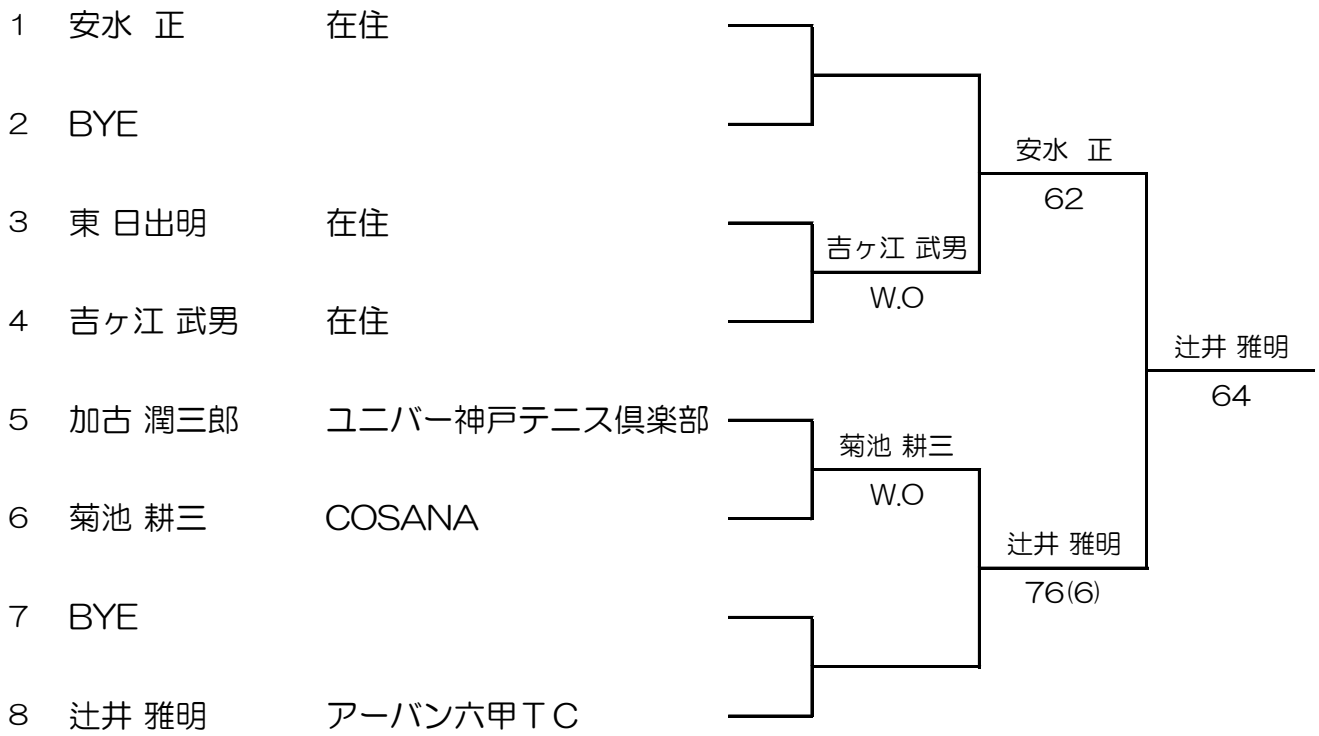 1 安水 正 在住
2 BYE
安水 正
62
3 東 日出明 在住
吉ヶ江 武男
W.O
4 吉ヶ江 武男 在住
辻井 雅明
64
5 加古 潤三郎 ユニバー神戸テニス倶楽部
菊池 耕三
W.O
6 菊池 耕三 COSANA
辻井 雅明
76(6)
7 BYE
8 辻井 雅明 アーバン六甲ＴＣ